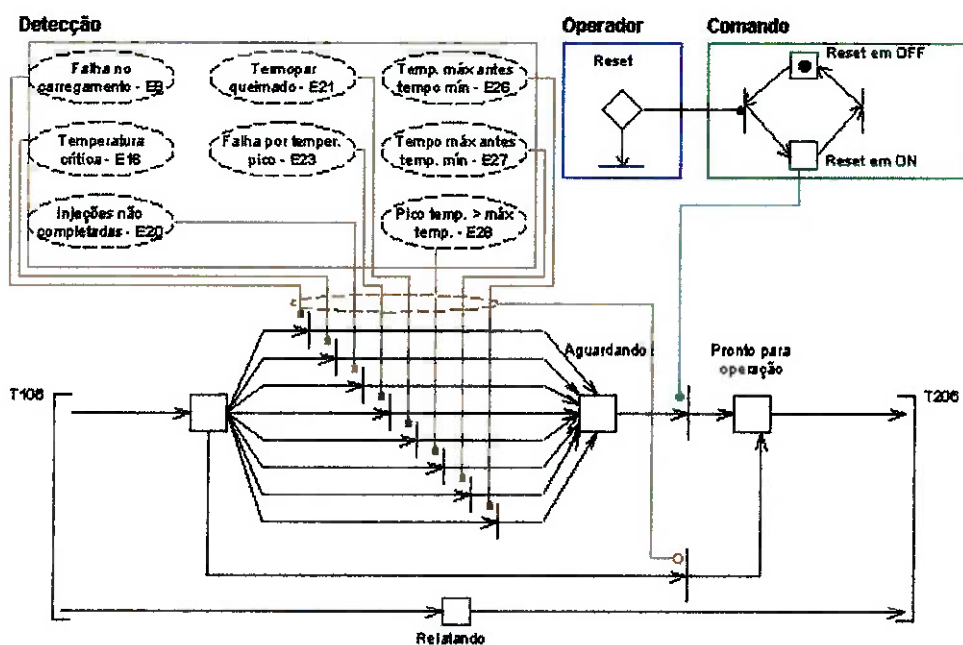 Detecção
Operador
Comando
Falha no
carregamento - E8
Termopar
queimado - E21
Temp. máx antes
tempo mín - E26
Reset
Reset em OFF
Temperatura
crítica - E16
Falha por temper.
pico - E23
Tempo máx antes
temp. mín - E27
Reset em ON
Injeções não
completadas - E20
Pico temp. > máx
temp. - E28
Aguardando
Pronto para
operação
T106
T206
Relatando